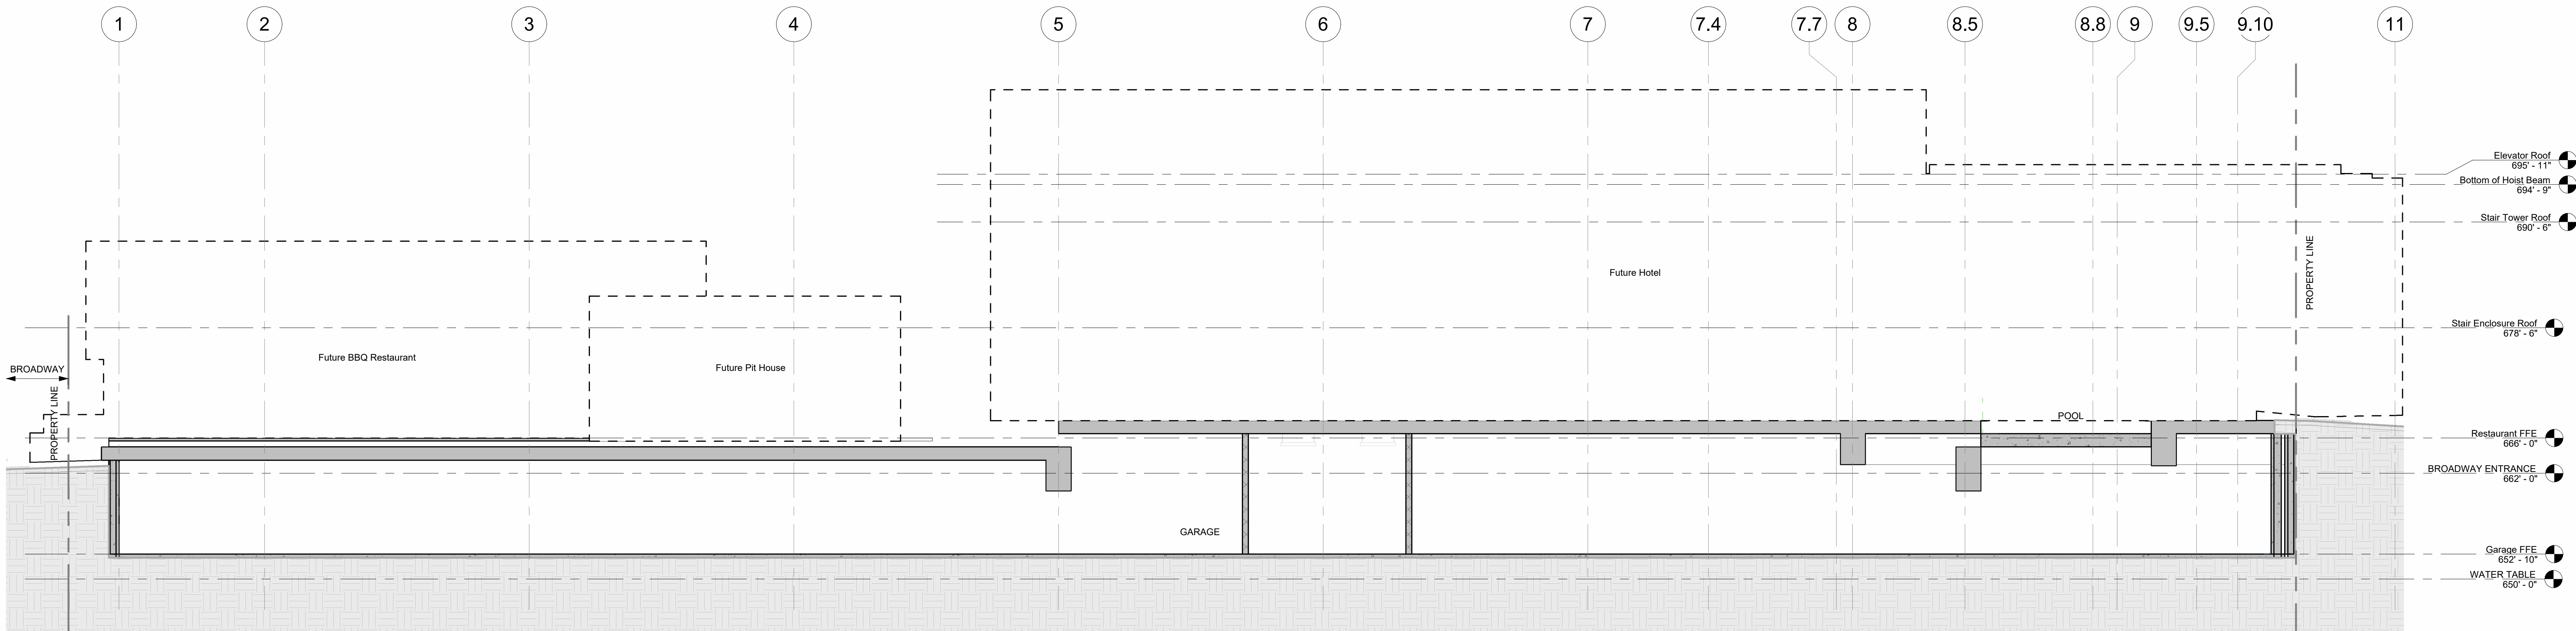 1
2
3
4
5
6
7
7.4
7.7
8
8.5
8.8
9
9.5
9.10
11
Elevator Roof
695' - 11"
Bottom of Hoist Beam
694' - 9"
Stair Tower Roof
690' - 6"
PROPERTY LINE
Future Hotel
Stair Enclosure Roof
678' - 6"
Future BBQ Restaurant
Future Pit House
BROADWAY
PROPERTY LINE
POOL
Restaurant FFE
666' - 0"
BROADWAY ENTRANCE
662' - 0"
GARAGE
Garage FFE
652' - 10"
WATER TABLE
650' - 0"